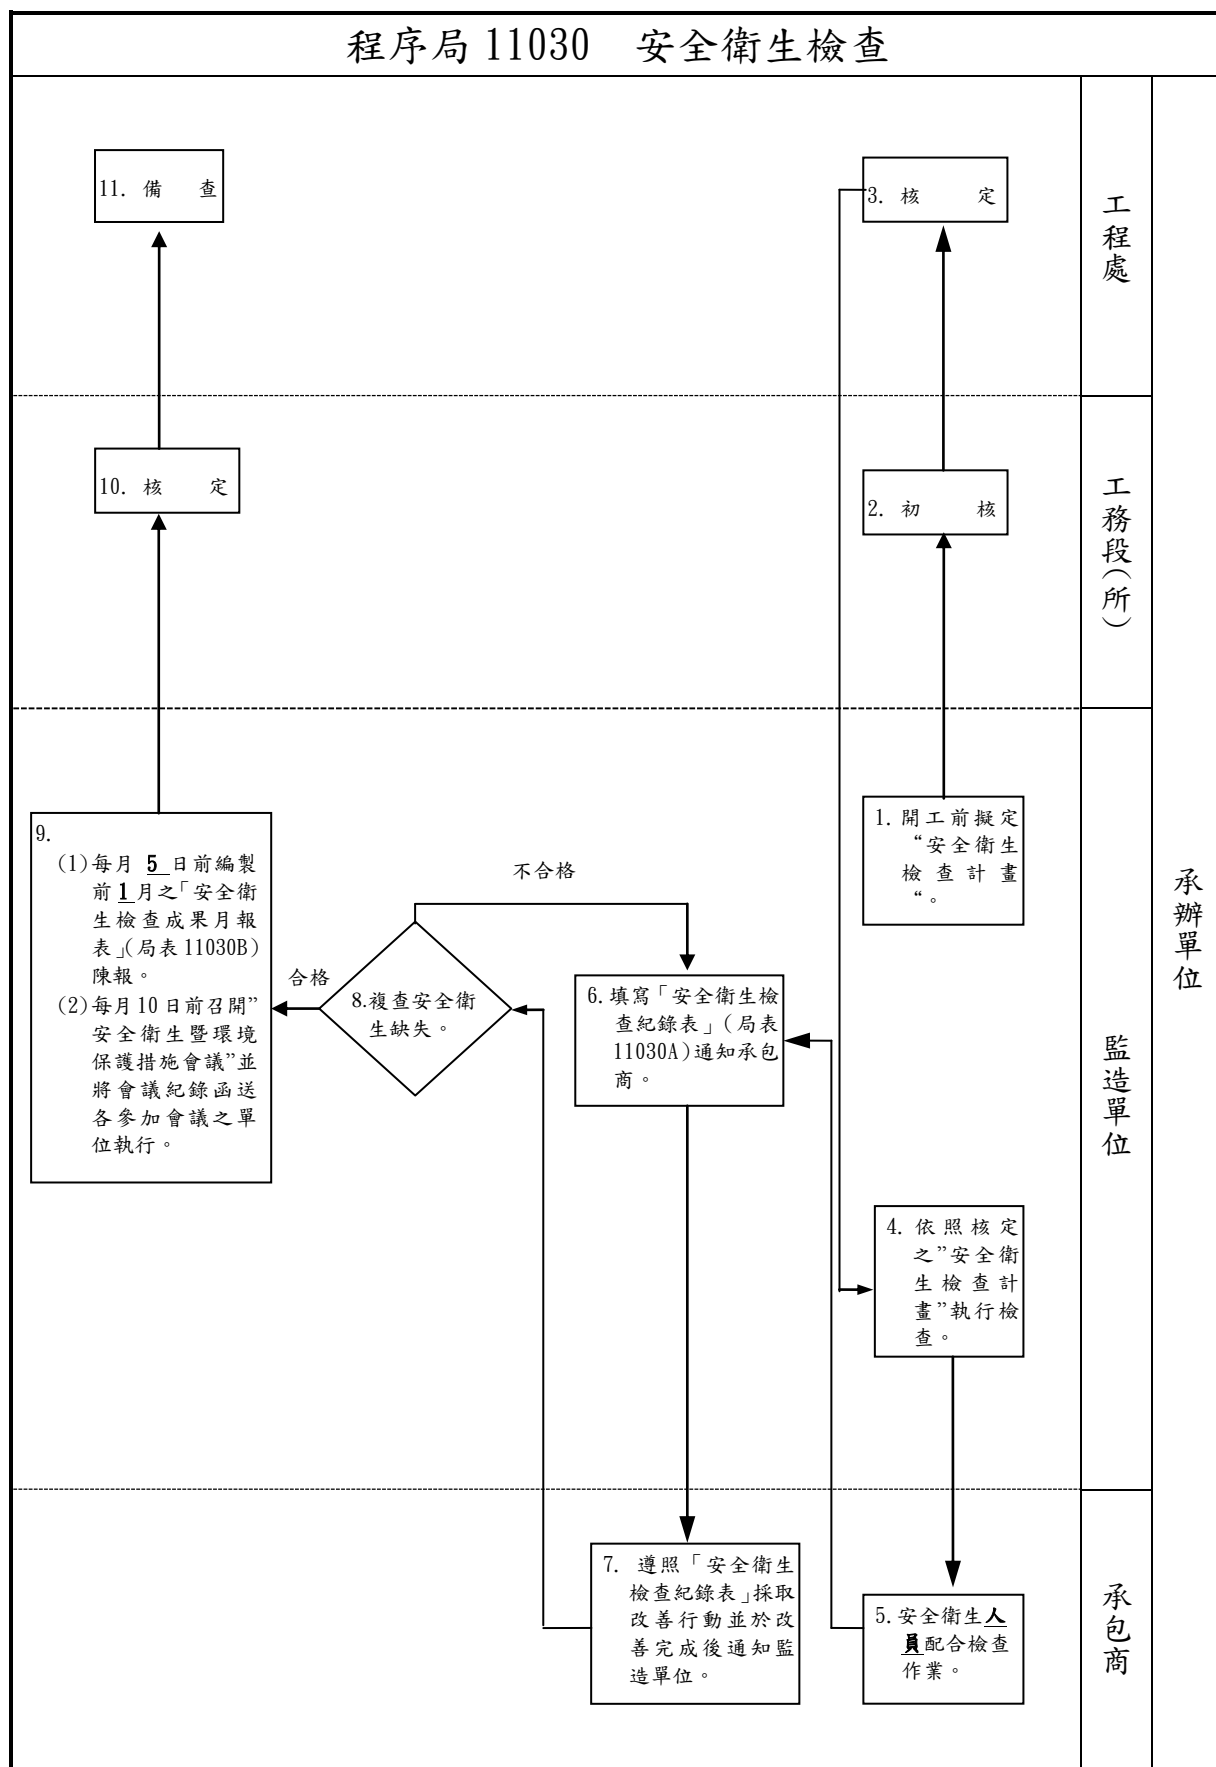 程序局 11030　安全衛生檢查
11. 備　　查
3. 核　　　定
工程處
10. 核　　定
2. 初　　　核
工務段(所)
承辦單位
1. 開工前擬定
“安全衛生
檢查計畫
“。
9.
(1)每月 5 日前編製
前 1 月之「安全衛
生檢查成果月報
表」(局表 11030B)
陳報。
(2)每月 10 日前召開”
安全衛生暨環境
保護措施會議”並
將會議紀錄函送
各參加會議之單
位執行。
不合格
合格
8.複查安全衛
生缺失。
6.填寫「安全衛生檢
查紀錄表」(局表
11030A)通知承包
商。
監造單位
4. 依照核定
之”安全衛
生檢查計
畫”執行檢
查。
7. 遵照「安全衛生
檢查紀錄表」採取
改善行動並於改
善完成後通知監
造單位。
5.安全衛生人
員配合檢查
作業。
承包商